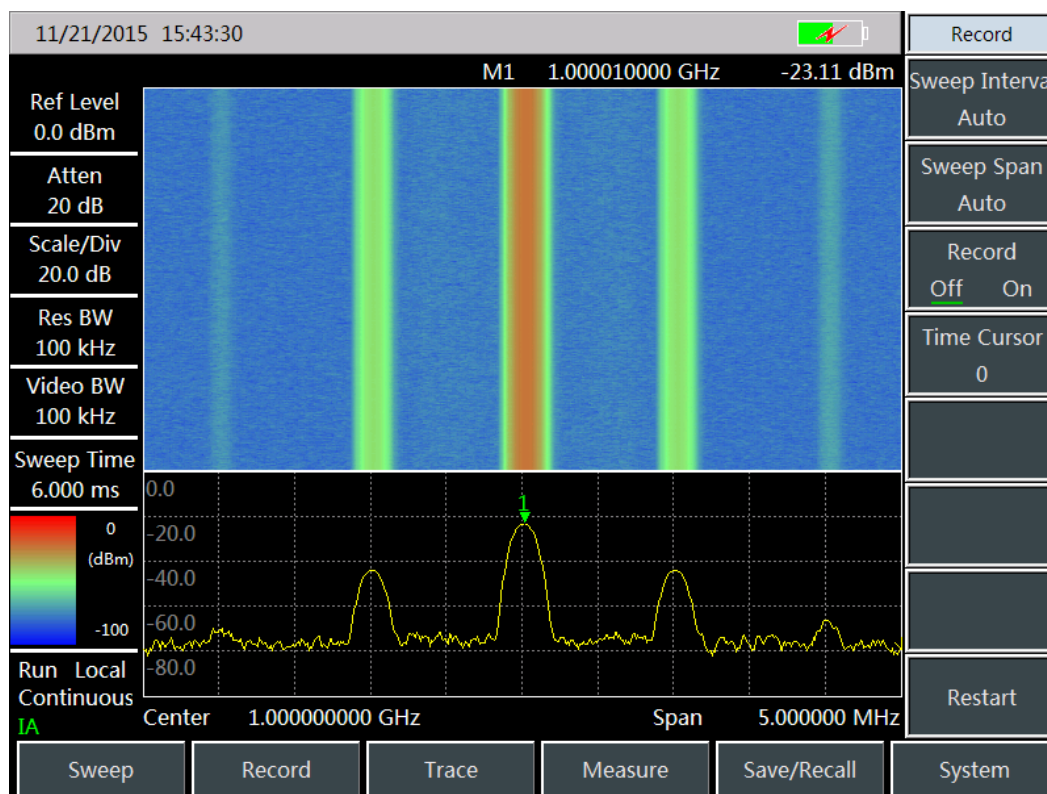 11/21/2015 15:43:30
Record
M1 1.000010000 GHz -23.11 dBm
Ref Level
0.0 dBm
Atten
20 dB
Scale/Div
20.0 dB
Res BW
100 kHz
Video BW
100 kHz
Sweep Time
6.000 ms
0
(dBm)
-100
Run Local
Continuous
IA
0.0
-20.0
-40.0
-60.0
-80.0
1
Center 1.000000000 GHz Span 5.000000 MHz
Sweep Interva
Auto
Sweep Span
Auto
Record
Off On
Time Cursor
0
Restart
Sweep Record Trace Measure Save/Recall System